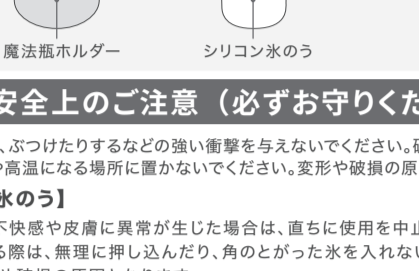 魔法瓶ホルダー
シリコン氷のう
安全上のご注意（必ずお守りくだ
、ぶつけたりするなどの強い衝撃を与えないでください。破
や高温になる場所に置かないでください。変形や破損の原
氷のう】
不快感や皮膚に異常が生じた場合は、直ちに使用を中止
る際は、無理に押し込んだり、角のとがった氷を入れない